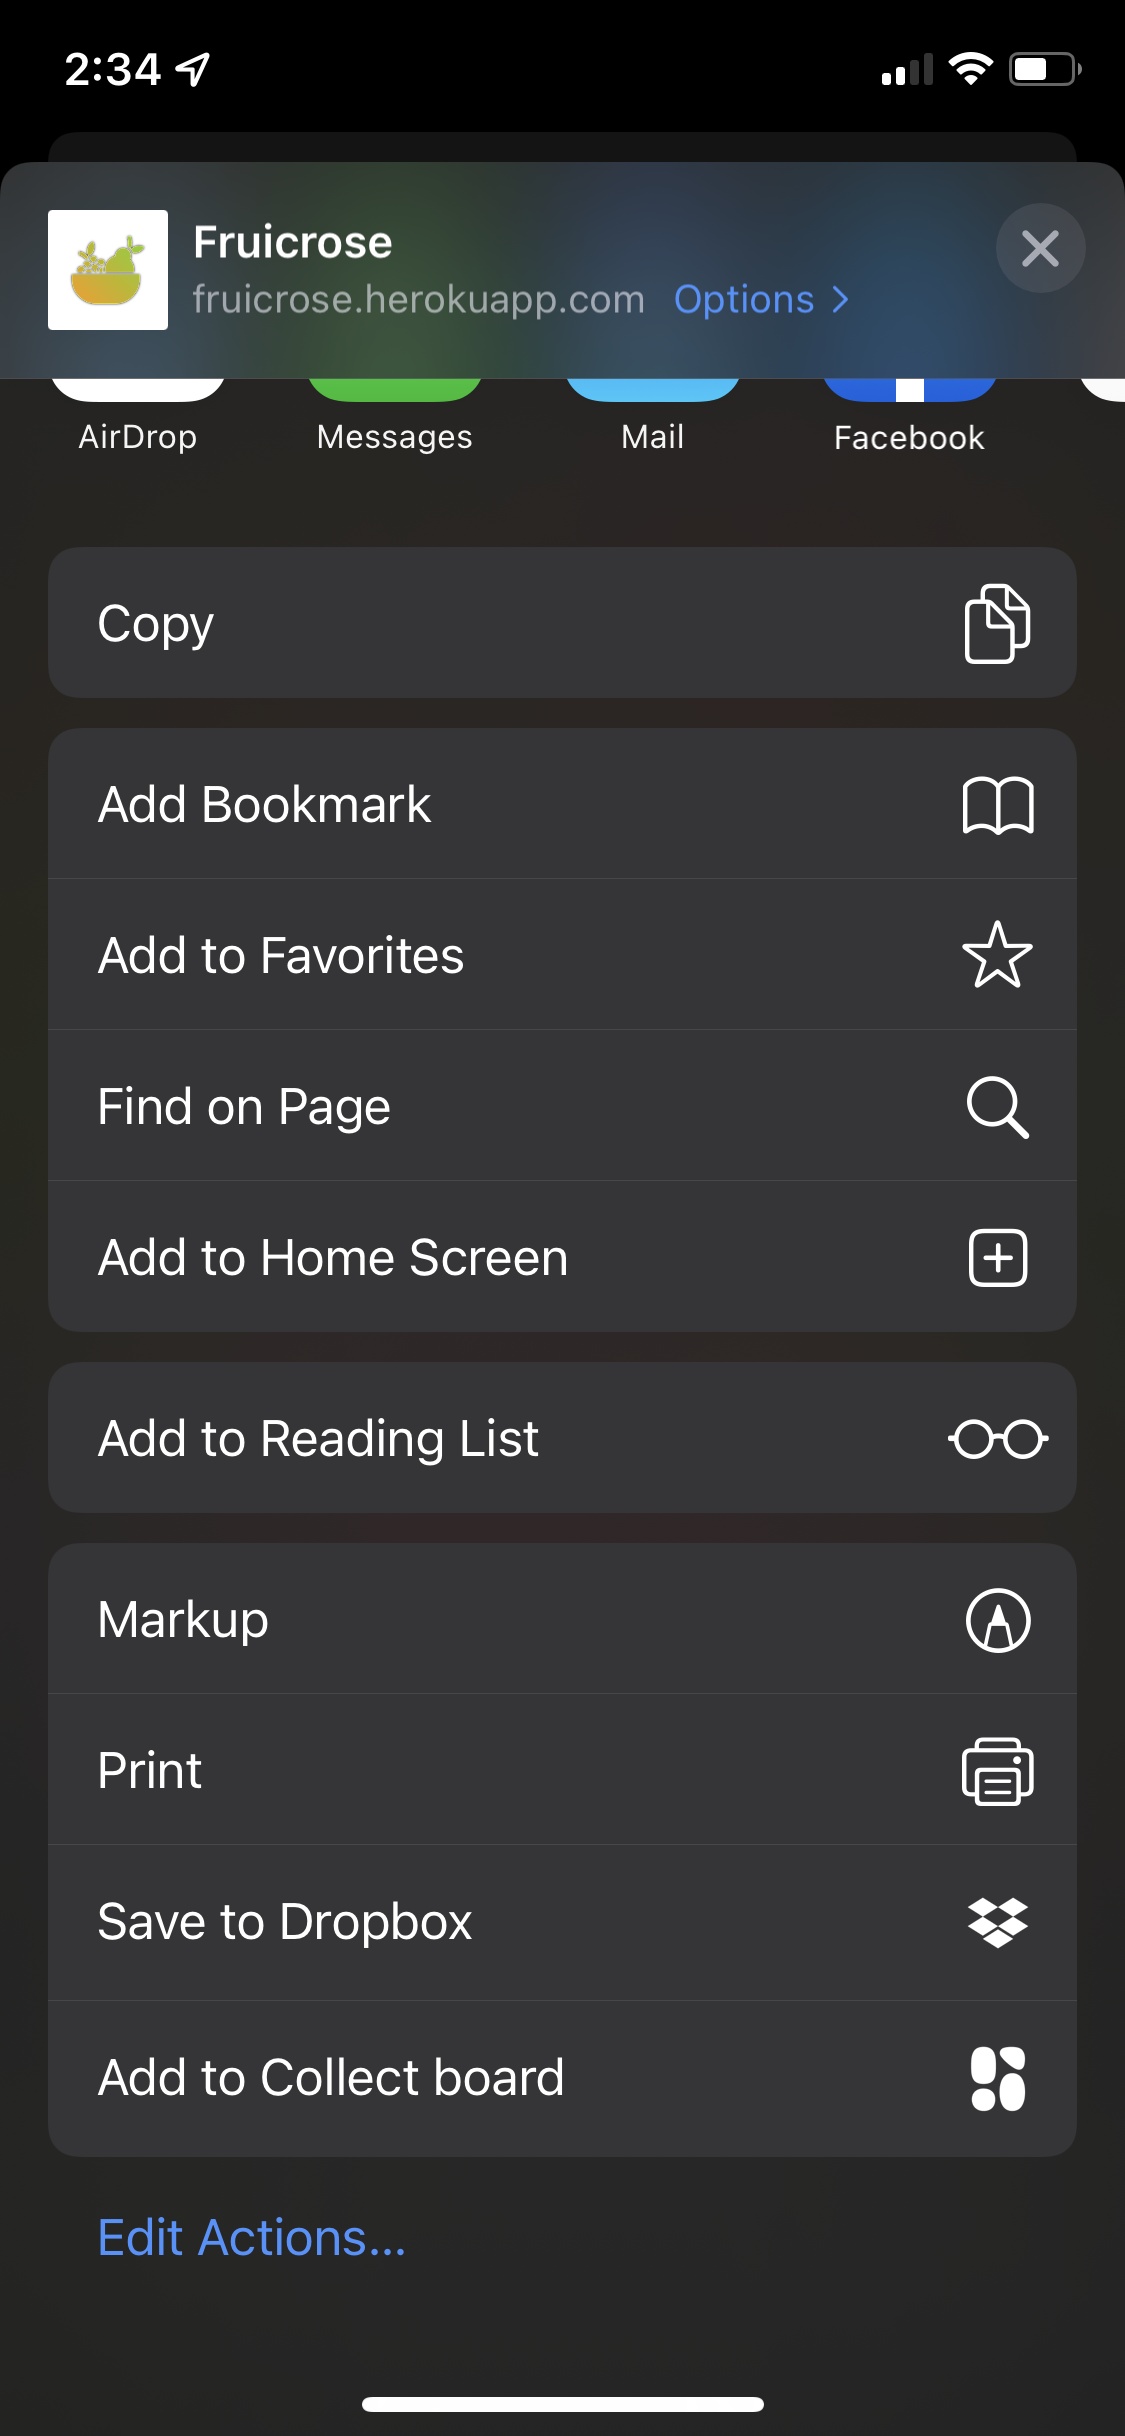 2:34
Fruicrose
fruicrose.herokuapp.com Options
AirDrop Messages Mail Facebook
Copy
Add Bookmark
Add to Favorites
Find on Page
Add to Home Screen
Add to Reading List
Markup
Print
Save to Dropbox
Add to Collect board
Edit Actions...